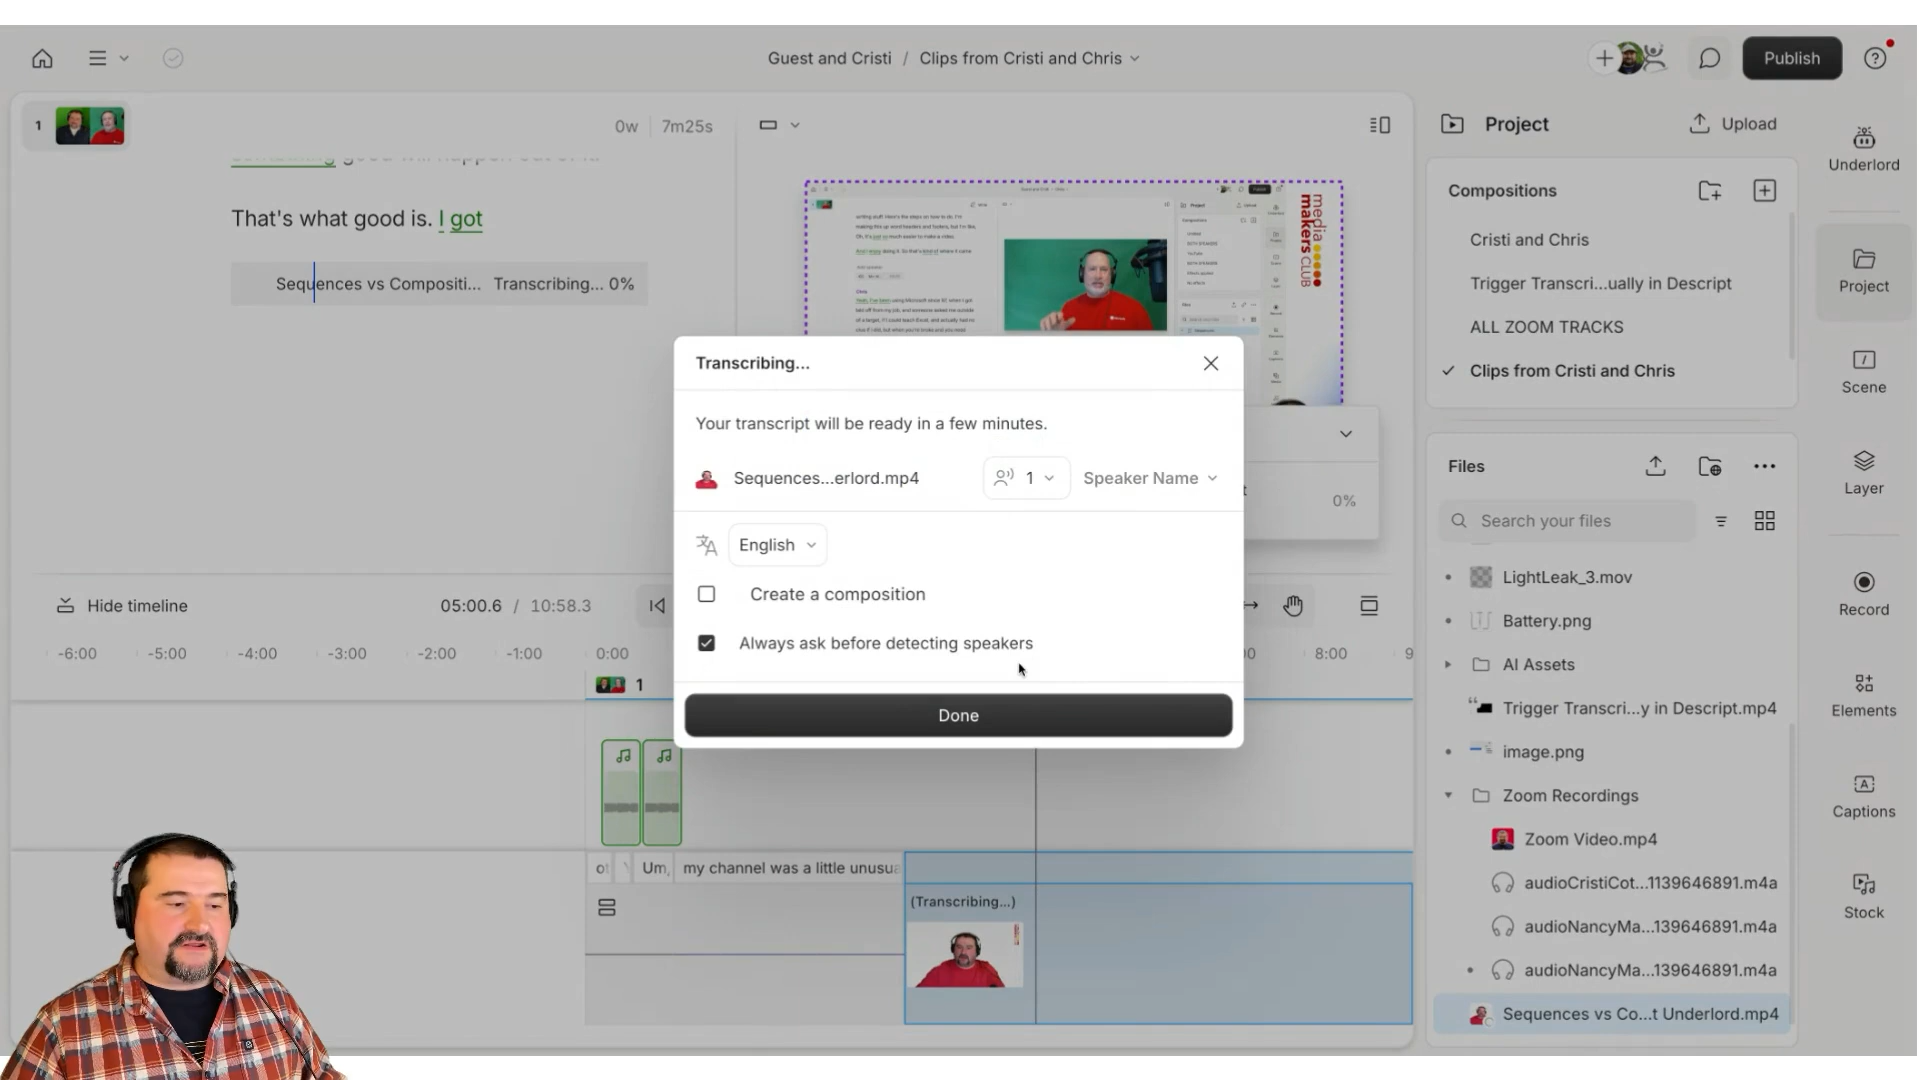 Guest and Cristi / Clips from Cristi and Chris
Publish
1
0w
7m25s
Project
Upload
Underlord
That's what good is. I got
Sequences vs Compositi... Transcribing... 0%
media
makers CLUB
Compositions
Cristi and Chris
Trigger Transcri...ually in Descript
ALL ZOOM TRACKS
Clips from Cristi and Chris
Project
Scene
Transcribing...
Your transcript will be ready in a few minutes.
Sequences...erlord.mp4
1
Speaker Name
0%
English
Create a composition
Always ask before detecting speakers
Done
Files
Search your files
Layer
LightLeak_3.mov
Battery.png
AI Assets
Trigger Transcri...y in Descript.mp4
image.png
Zoom Recordings
Zoom Video.mp4
audioCristiCot...1139646891.m4a
audioNancyMa...139646891.m4a
audioNancyMa...139646891.m4a
Sequences vs Co...t Underlord.mp4
Record
Elements
Captions
Stock
Hide timeline
05:00.6 / 10:58.3
-6:00
-5:00
-4:00
-3:00
-2:00
-1:00
0:00
8:00
9
1
Um,
my channel was a little unusua
(Transcribing...)